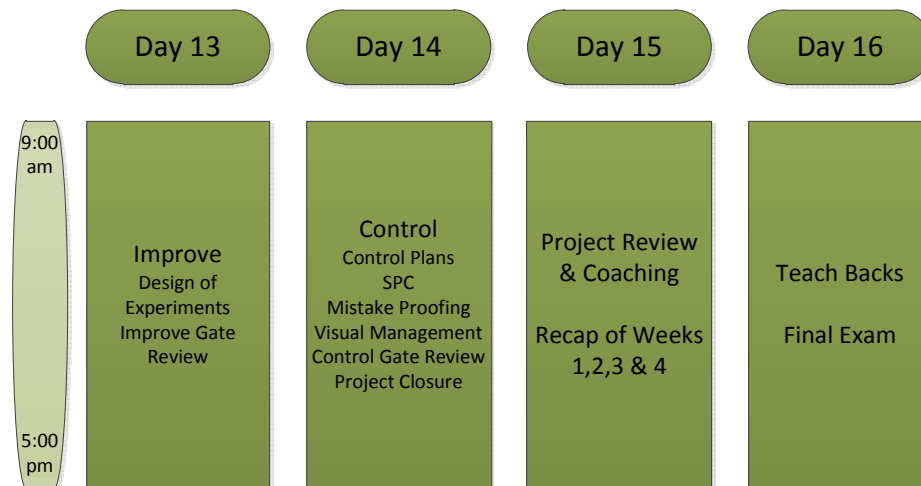 Day 13
Day 14
Day 15
Day 16
9:00
am
5:00
pm
Improve
Design of
Experiments
Improve Gate
Review
Control
Control Plans
SPC
Mistake Proofing
Visual Management
Control Gate Review
Project Closure
Project Review
& Coaching
Recap of Weeks
1,2,3 & 4
Teach Backs
Final Exam